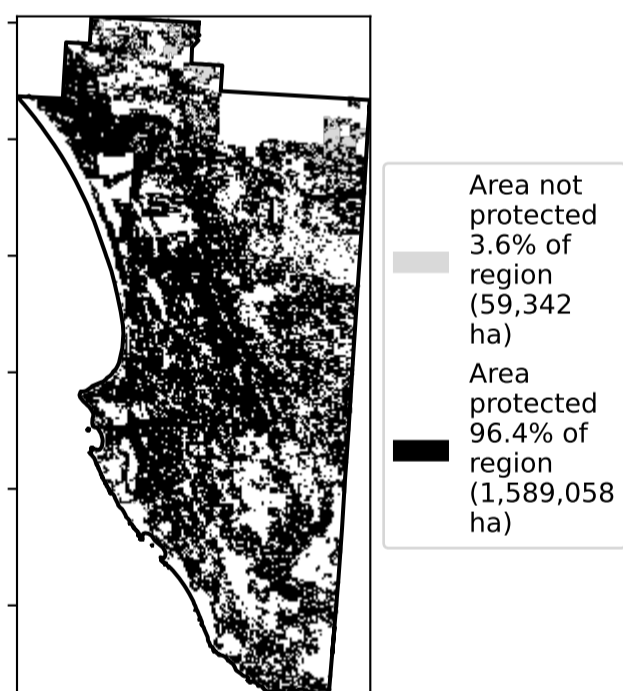 Area not
protected
3.6% of
region
(59,342
ha)
Area
protected
96.4% of
region
(1,589,058
ha)